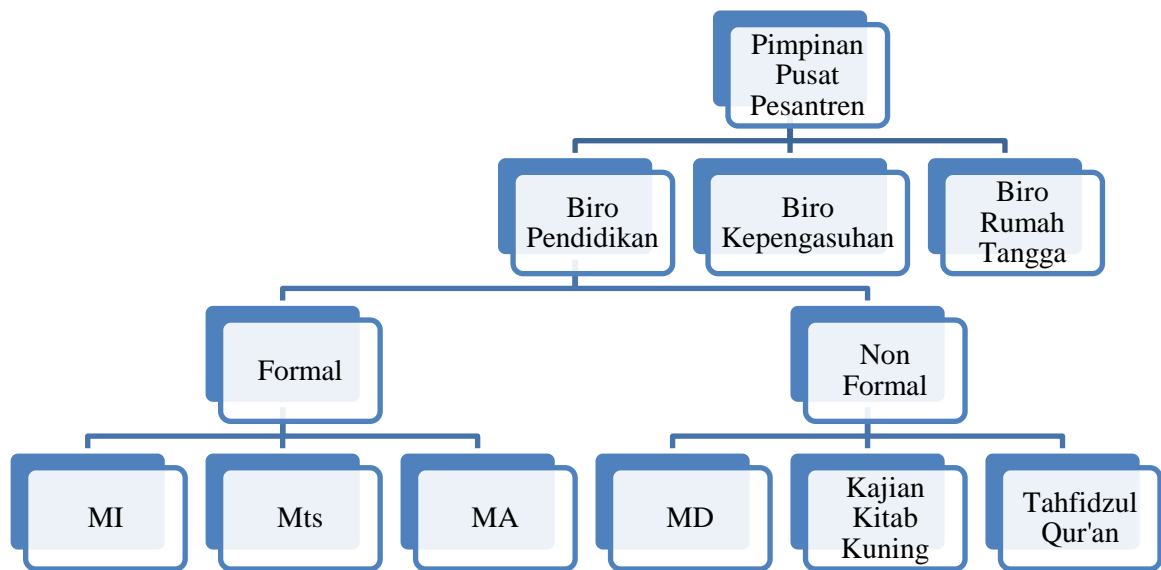 Pimpinan
Pusat
Pesantren
Biro
Pendidikan
Biro
Kepengasuhan
Biro
Rumah
Tangga
Formal
Non
Formal
MI
Mts
MA
MD
Kajian
Kitab
Kuning
Tahfidzul
Qur'an